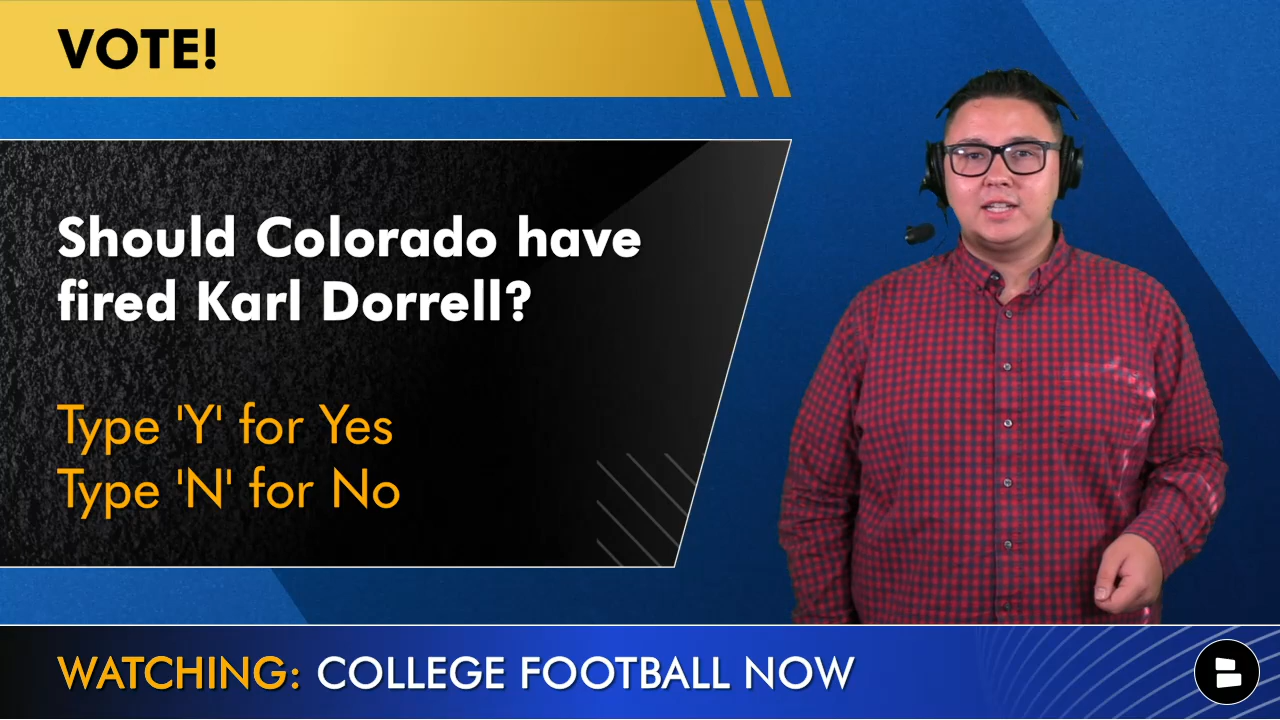 VOTE!
Should Colorado have
fired Karl Dorrell?
Type 'Y' for Yes
Type 'N' for No
WATCHING: COLLEGE FOOTBALL NOW